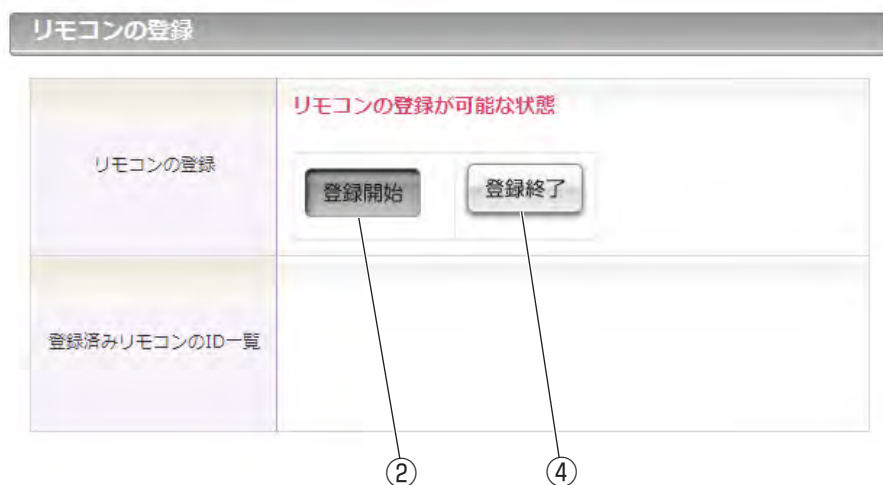 リモコンの登録
リモコンの登録が可能な状態
リモコンの登録
登録開始
登録終了
登録済みリモコンのID一覧
②
④